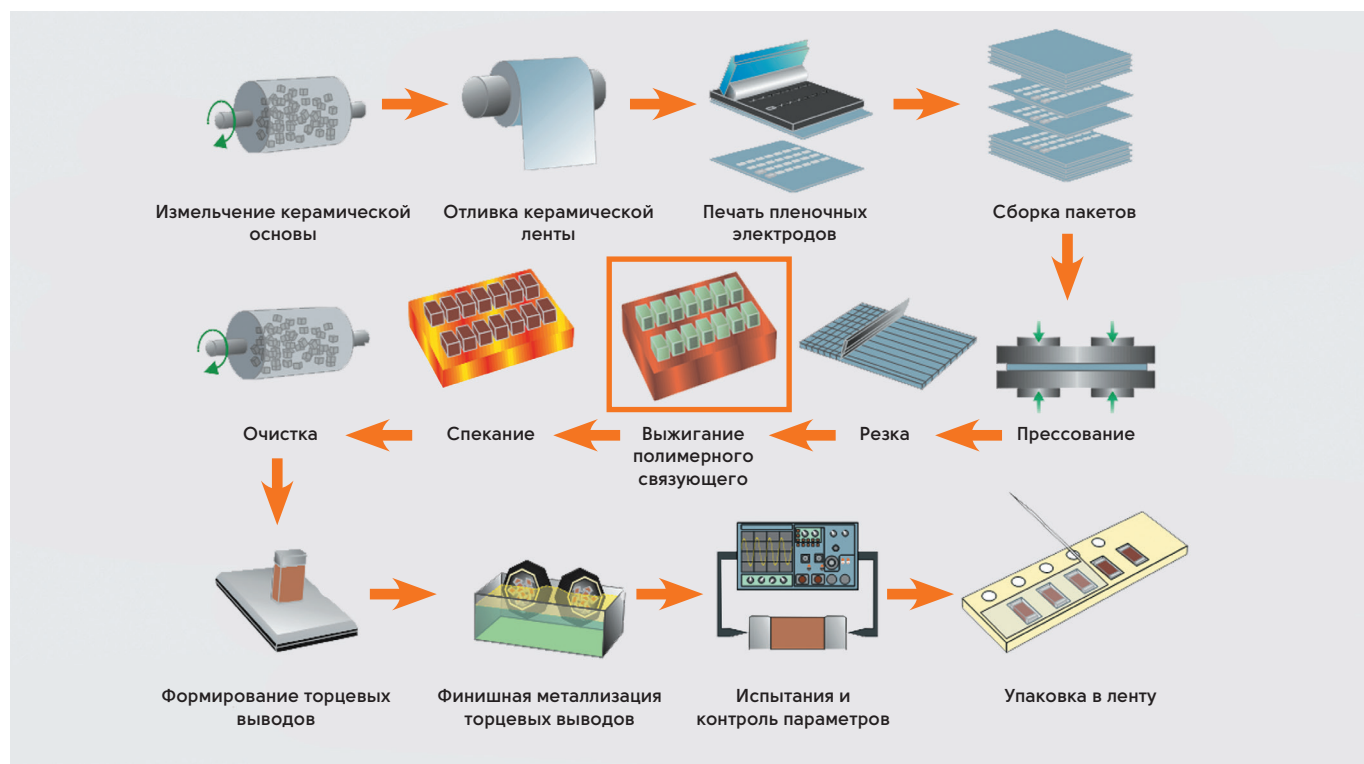 Измельчение керамической
основы
Отливка керамической
ленты
Печать пленочных
электродов
Сборка пакетов
Очистка
Спекание
Выжигание
полимерного
связующего
Резка
Прессование
Формирование торцевых
выводов
Финишная металлизация
торцевых выводов
Испытания и
контроль параметров
Упаковка в ленту